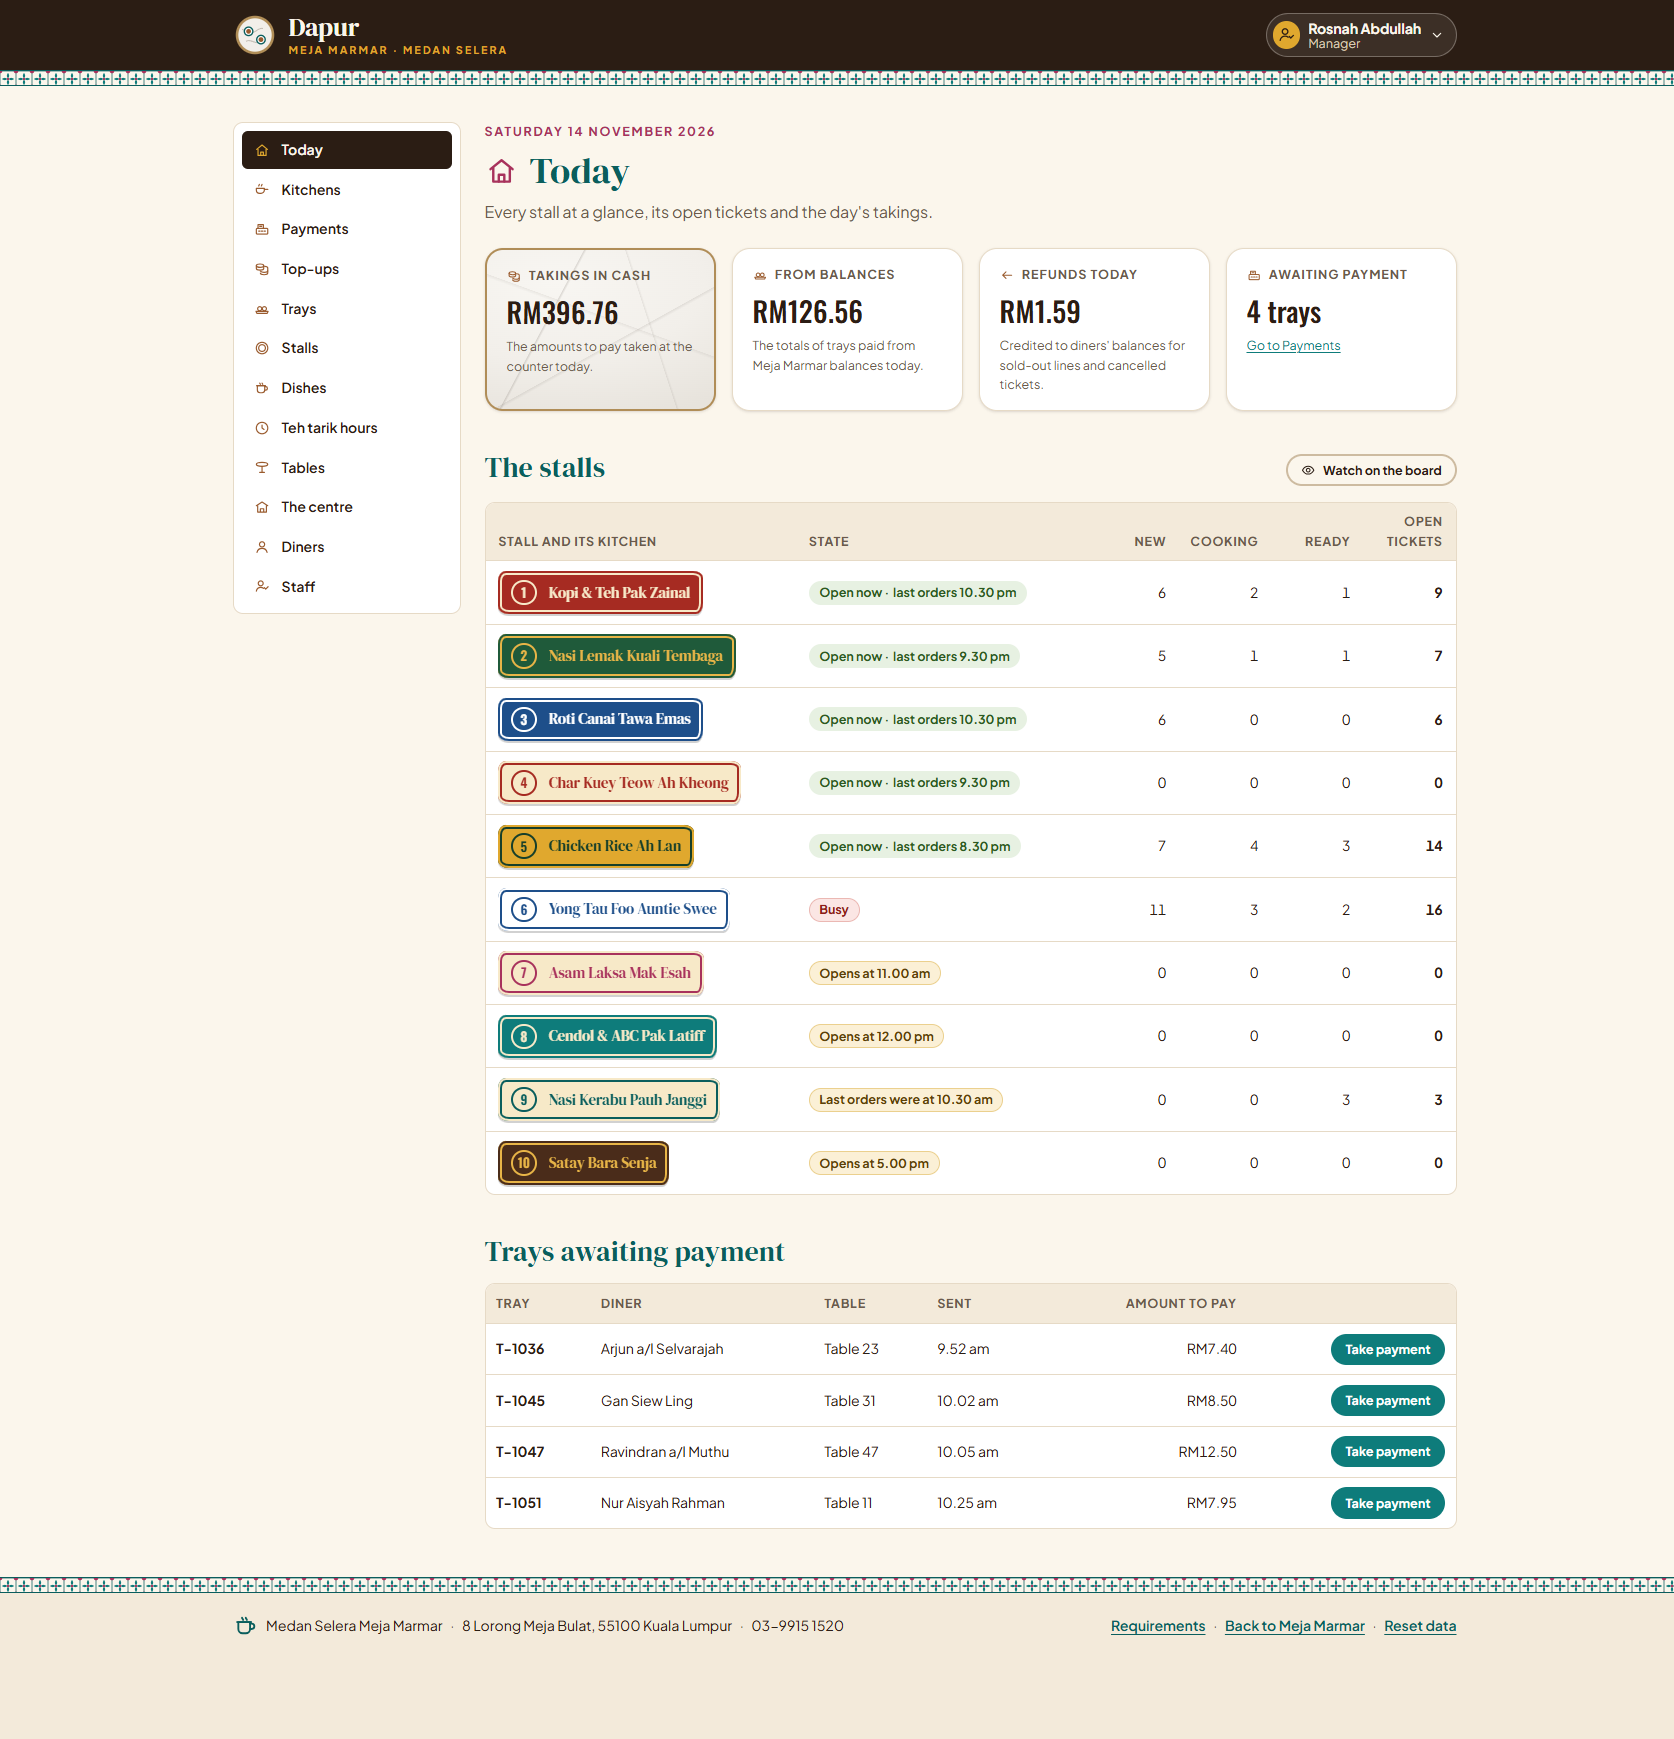 Dapur
MEJA MARMAR · MEDAN SELERA
Rosnah Abdullah
Manager
Today
Kitchens
Payments
Top-ups
Trays
Stalls
Dishes
Teh tarik hours
Tables
The centre
Diners
Staff
SATURDAY 14 NOVEMBER 2026
Today
Every stall at a glance, its open tickets and the day's takings.
TAKINGS IN CASH
RM396.76
The amounts to pay taken at the
counter today.
FROM BALANCES
RM126.56
The totals of trays paid from
Meja Marmar balances today.
REFUNDS TODAY
RM1.59
Credited to diners' balances for
sold-out lines and cancelled
tickets.
AWAITING PAYMENT
4 trays
Go to Payments
The stalls
Watch on the board
STALL AND ITS KITCHEN STATE NEW COOKING READY OPEN TICKETS
1 Kopi & Teh Pak Zainal Open now · last orders 10.30 pm 6 2 1 9
2 Nasi Lemak Kuali Tembaga Open now · last orders 9.30 pm 5 1 1 7
3 Roti Canai Tawa Emas Open now · last orders 10.30 pm 6 0 0 6
4 Char Kuey Teow Ah Kheong Open now · last orders 9.30 pm 0 0 0 0
5 Chicken Rice Ah Lan Open now · last orders 8.30 pm 7 4 3 14
6 Yong Tau Foo Auntie Swee Busy 11 3 2 16
7 Asam Laksa Mak Esah Opens at 11.00 am 0 0 0 0
8 Cendol & ABC Pak Latiff Opens at 12.00 pm 0 0 0 0
9 Nasi Kerabu Pauh Janggi Last orders were at 10.30 am 0 0 3 3
10 Satay Bara Senja Opens at 5.00 pm 0 0 0 0
Trays awaiting payment
TRAY DINER TABLE SENT AMOUNT TO PAY
T-1036 Arjun a/l Selvarajah Table 23 9.52 am RM7.40 Take payment
T-1045 Gan Siew Ling Table 31 10.02 am RM8.50 Take payment
T-1047 Ravindran a/l Muthu Table 47 10.05 am RM12.50 Take payment
T-1051 Nur Aisyah Rahman Table 11 10.25 am RM7.95 Take payment
Medan Selera Meja Marmar · 8 Lorong Meja Bulat, 55100 Kuala Lumpur · 03-9915 1520
Requirements · Back to Meja Marmar · Reset data